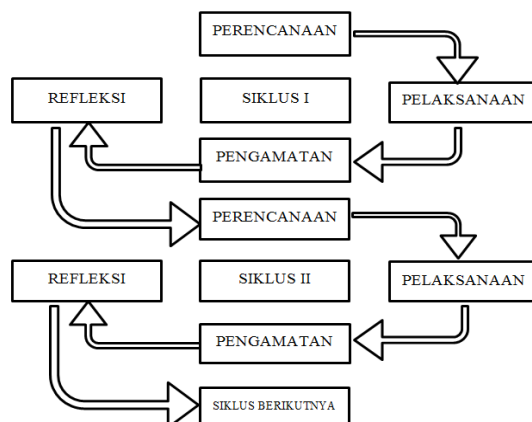 PERENCANAAN
REFLEKSI
SIKLUS I
PELAKSANAAN
PENGAMATAN
PERENCANAAN
REFLEKSI
SIKLUS II
PELAKSANAAN
PENGAMATAN
SIKLUS BERIKUTNYA